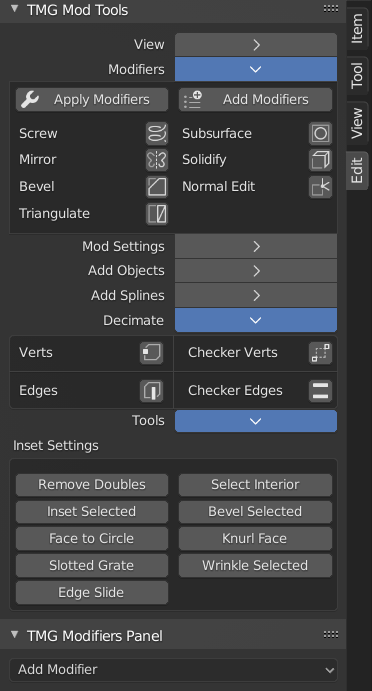 TMG Mod Tools
View
Modifiers
Apply Modifiers Add Modifiers
Screw Subsurface
Mirror Solidify
Bevel Normal Edit
Triangulate
Mod Settings
Add Objects
Add Splines
Decimate
Verts Checker Verts
Edges Checker Edges
Tools
Inset Settings
Remove Doubles Select Interior
Inset Selected Bevel Selected
Face to Circle Knurl Face
Slotted Grate Wrinkle Selected
Edge Slide
TMG Modifiers Panel
Add Modifier
Item
Tool
View
Edit